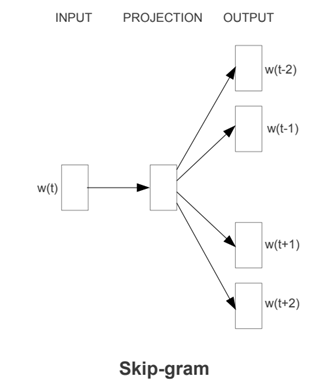 INPUT PROJECTION OUTPUT
w(t-2)
w(t-1)
w(t)
w(t+1)
w(t+2)
Skip-gram